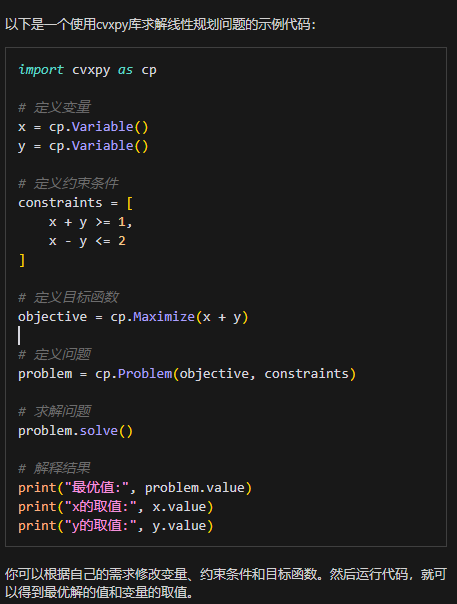 以下是一个使用cvxpy库求解线性规划问题的示例代码：
import cvxpy as cp
# 定义变量
x = cp.Variable()
y = cp.Variable()
# 定义约束条件
constraints = [
    x + y >= 1,
    x - y <= 2
]
# 定义目标函数
objective = cp.Maximize(x + y)
# 定义问题
problem = cp.Problem(objective, constraints)
# 求解问题
problem.solve()
# 解释结果
print("最优值:", problem.value)
print("x的取值:", x.value)
print("y的取值:", y.value)
你可以根据自己的需求修改变量、约束条件和目标函数。然后运行代码，就可
以得到最优解的值和变量的取值。